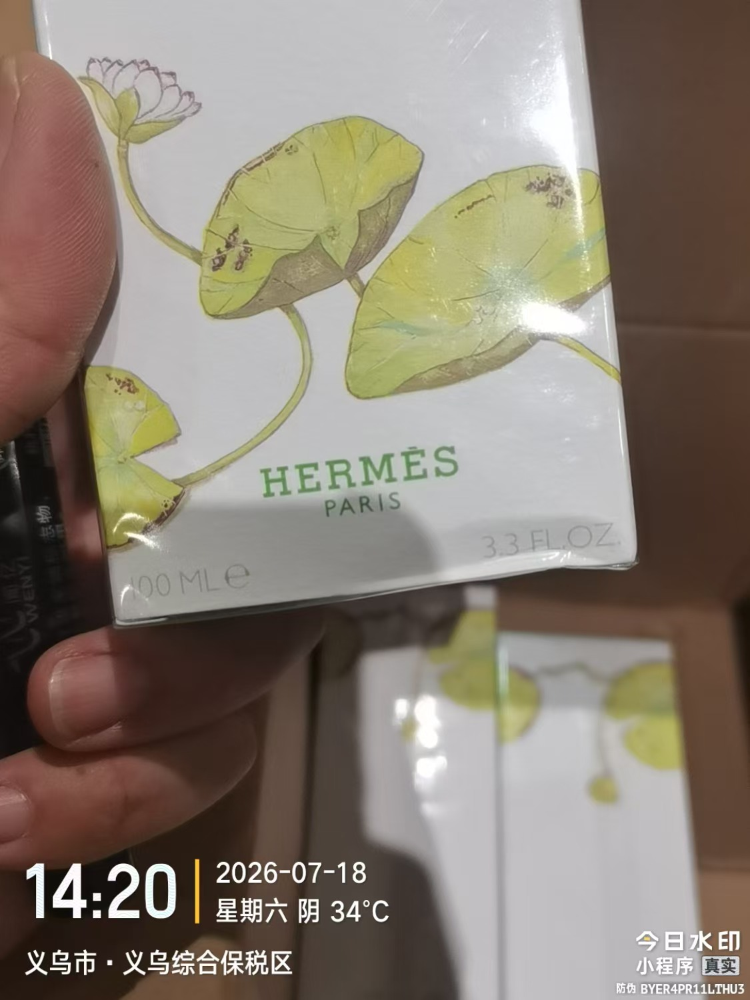 HERMÈS
PARIS
3.3 FL.OZ.
100 ML e
WENYI
14:20
2026-07-18
星期六 阴 34°C
义乌市·义乌综合保税区
今日水印
小程序 真实
防伪 BYER4PR11LTHU3